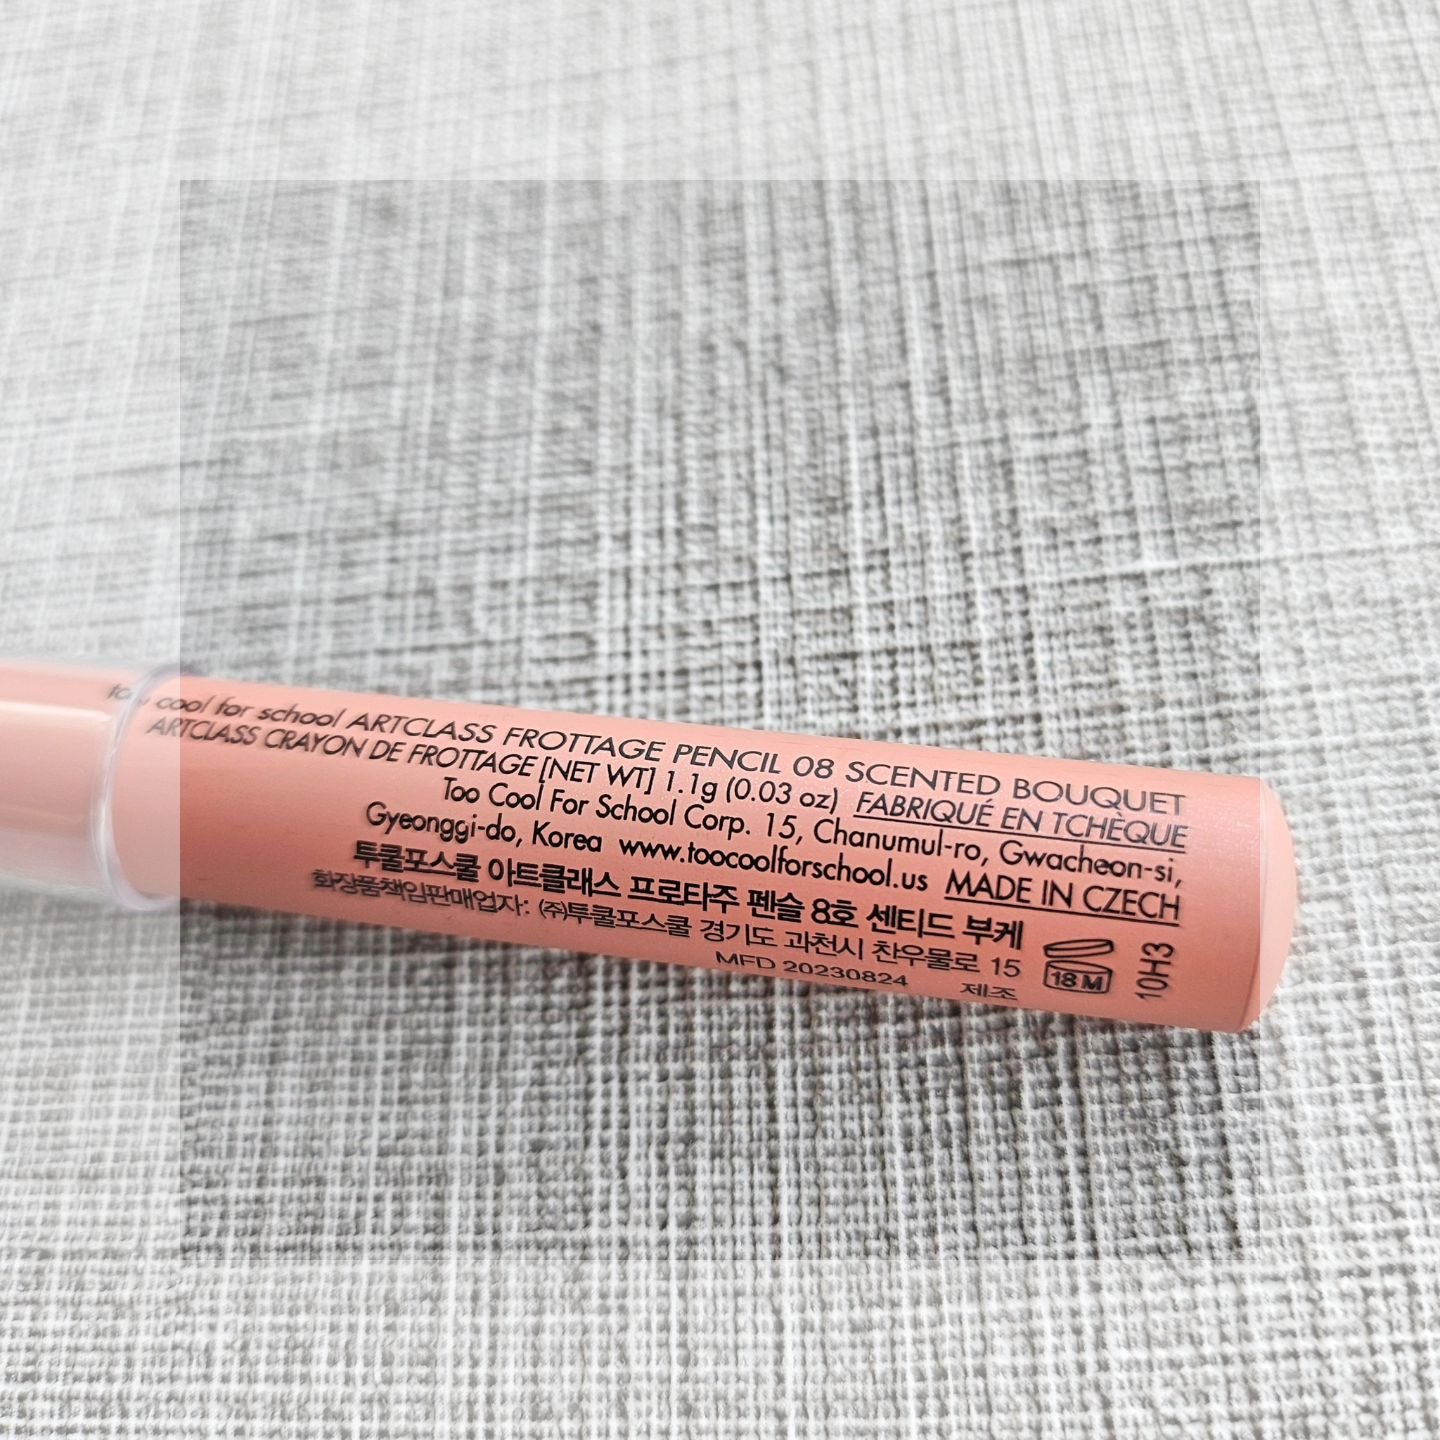 too cool for school ARTCLASS FROTTAGE PENCIL 08 SCENTED BOUQUET
ARTCLASS CRAYON DE FROTTAGE [NET WT] 1.1g (0.03 oz) FABRIQUÉ EN TCHÈQUE
Too Cool For School Corp. 15, Chanumul-ro, Gwacheon-si,
Gyeonggi-do, Korea www.toocoolforschool.us MADE IN CZECH
투쿨포스쿨 아트클래스 프로타주 펜슬 8호 센티드 부케
화장품책임판매업자: (주)투쿨포스쿨 경기도 과천시 찬우물로 15
MFD 20230824 제조
18 M
10H3